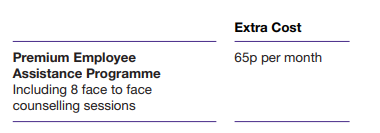 Extra Cost
Premium Employee
Assistance Programme
Including 8 face to face
counselling sessions
65p per month